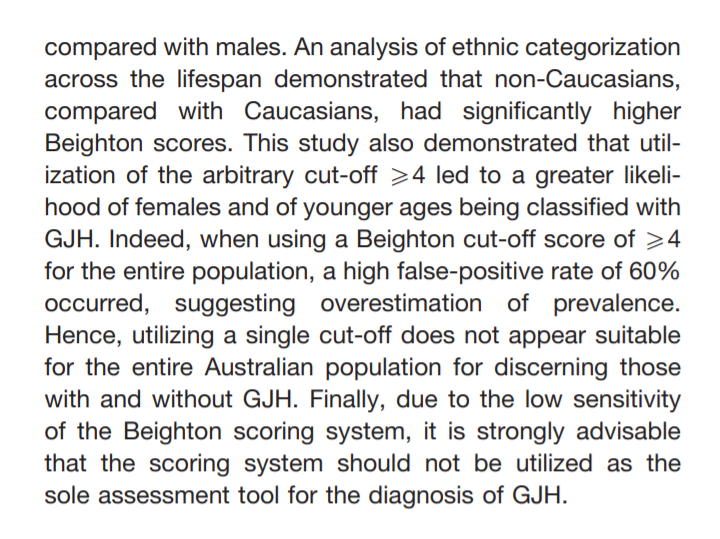 compared with males. An analysis of ethnic categorization
across the lifespan demonstrated that non-Caucasians,
compared with Caucasians, had significantly higher
Beighton scores. This study also demonstrated that util-
ization of the arbitrary cut-off ⩾4 led to a greater likeli-
hood of females and of younger ages being classified with
GJH. Indeed, when using a Beighton cut-off score of ⩾4
for the entire population, a high false-positive rate of 60%
occurred, suggesting overestimation of prevalence.
Hence, utilizing a single cut-off does not appear suitable
for the entire Australian population for discerning those
with and without GJH. Finally, due to the low sensitivity
of the Beighton scoring system, it is strongly advisable
that the scoring system should not be utilized as the
sole assessment tool for the diagnosis of GJH.